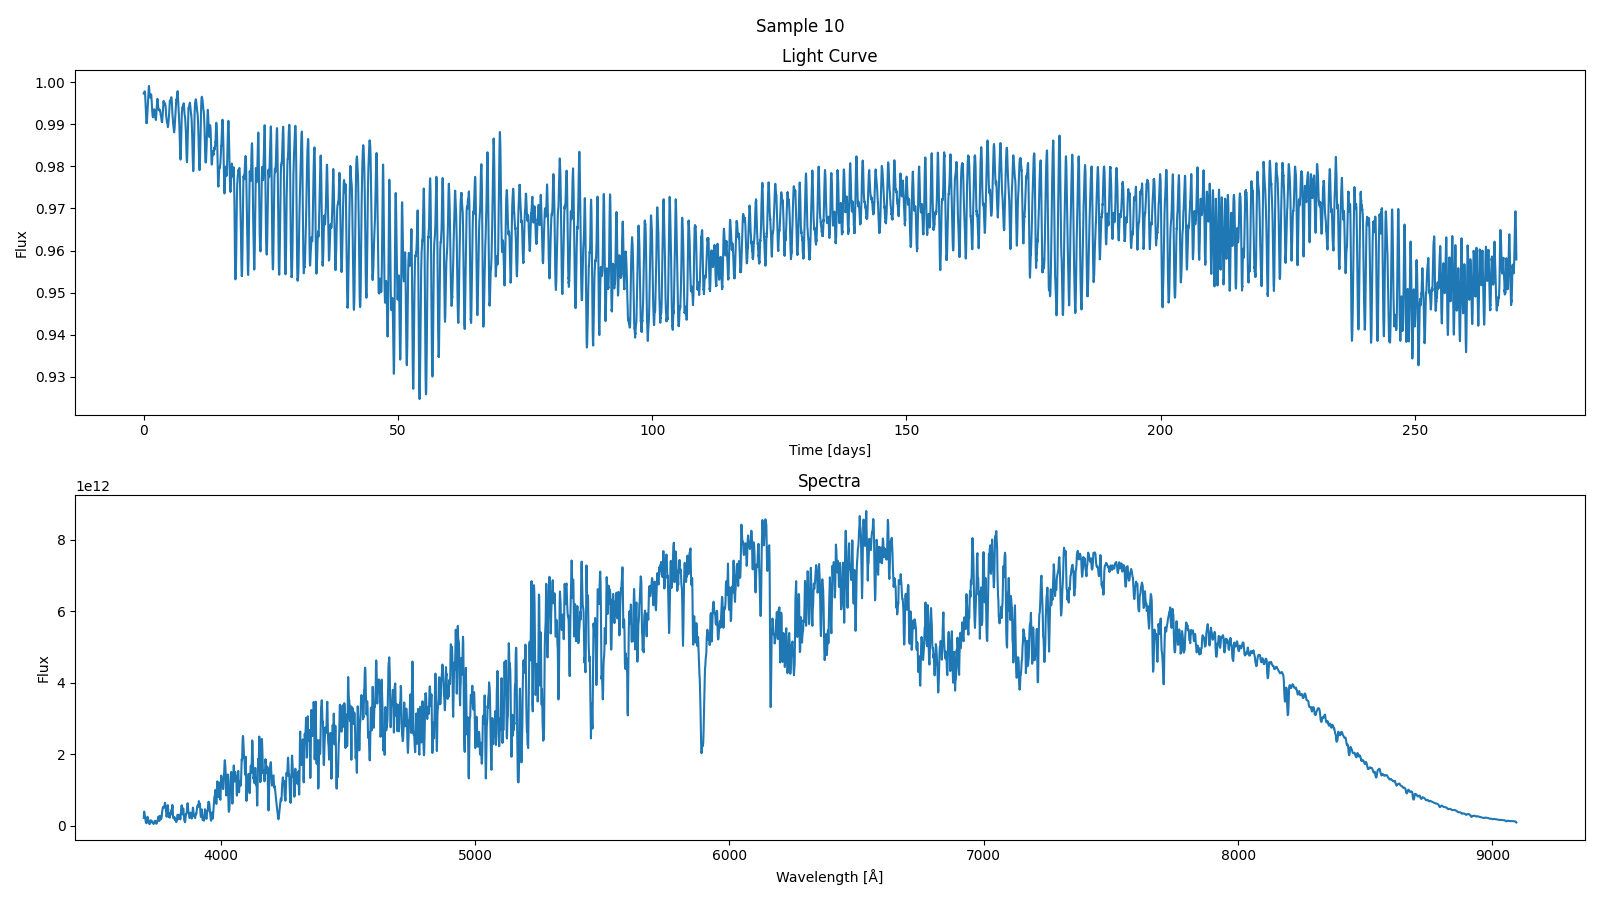 Sample 10
Light Curve
1.00
0.99
0.98
0.97
0.96
0.95
0.94
0.93
Flux
0 50 100 150 200 250
Time [days]
Spectra
1e12
8
6
4
2
0
Flux
4000 5000 6000 7000 8000 9000
Wavelength [Å]